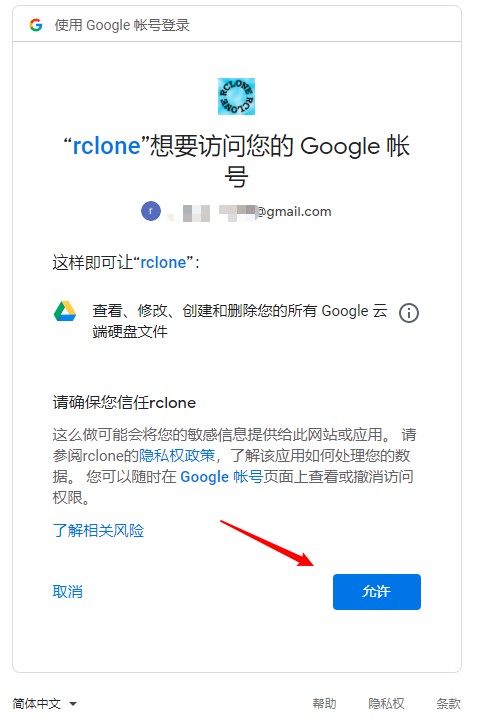 使用 Google 帐号登录
RCLONE RCLONE
“rclone”想要访问您的 Google 帐
号
r
@gmail.com
这样即可让“rclone”：
查看、修改、创建和删除您的所有 Google 云
端硬盘文件
请确保您信任rclone
这么做可能会将您的敏感信息提供给此网站或应用。 请
参阅rclone的隐私权政策，了解该应用如何处理您的数
据。 您可以随时在 Google 帐号页面上查看或撤消访问
权限。
了解相关风险
取消
允许
简体中文
帮助
隐私权
条款